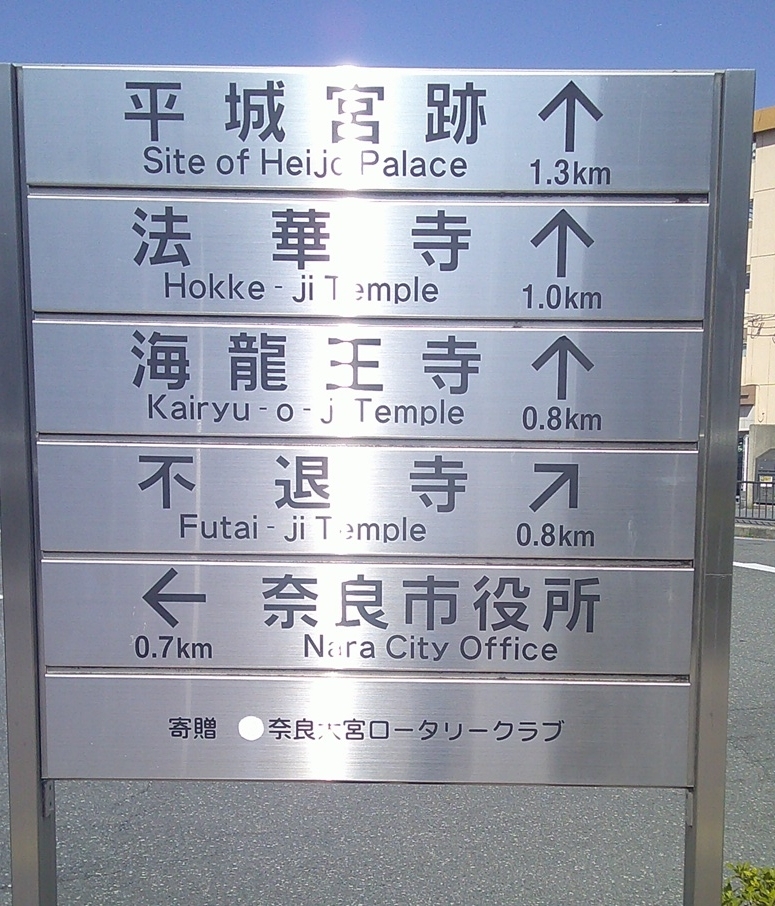 平城宮跡 ↑
Site of Heijo Palace 1.3km
法華寺 ↑
Hokke-ji Temple 1.0km
海龍王寺 ↑
Kairyu-o-ji Temple 0.8km
不退寺 ↗
Futai-ji Temple 0.8km
← 奈良市役所
0.7km Nara City Office
寄贈 奈良大宮ロータリークラブ